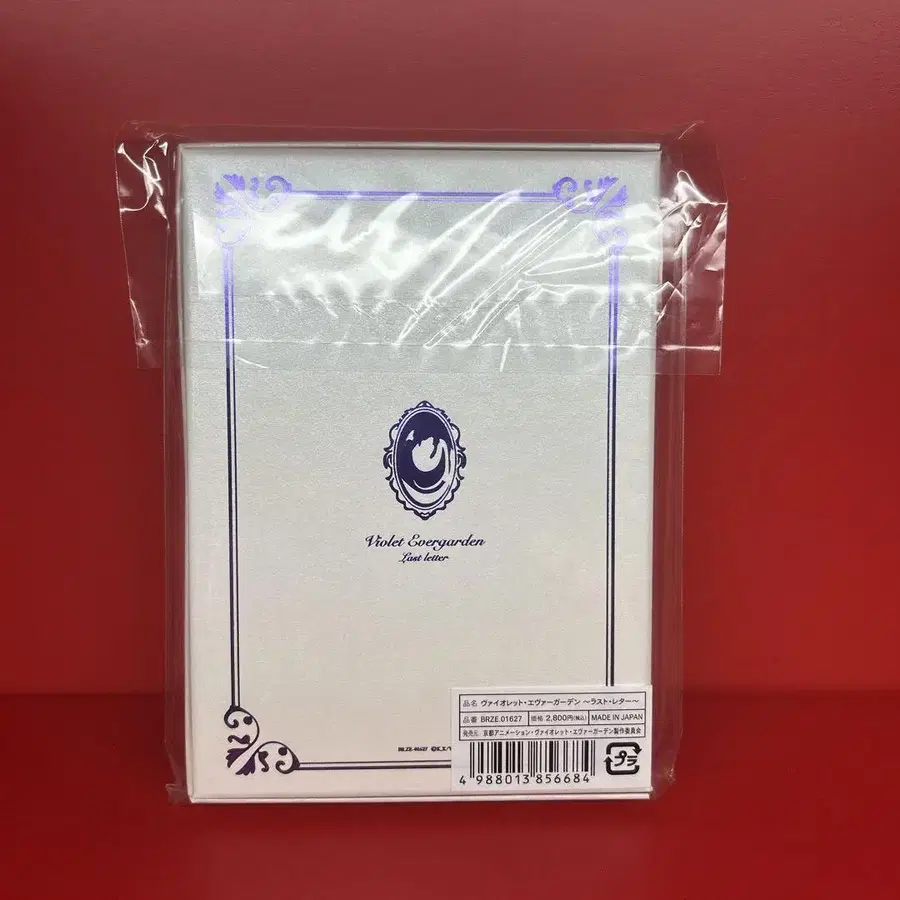 Violet Evergarden
Last letter
品名 ヴァイオレット・エヴァーガーデン ～ラスト・レター～
品番 BRZE.01627 価格 2,800円(税込) MADE IN JAPAN
発売元 京都アニメーション・ヴァイオレット・エヴァーガーデン製作委員会
BRZE-01627 ©K.A/
4 988013 856684
プラ